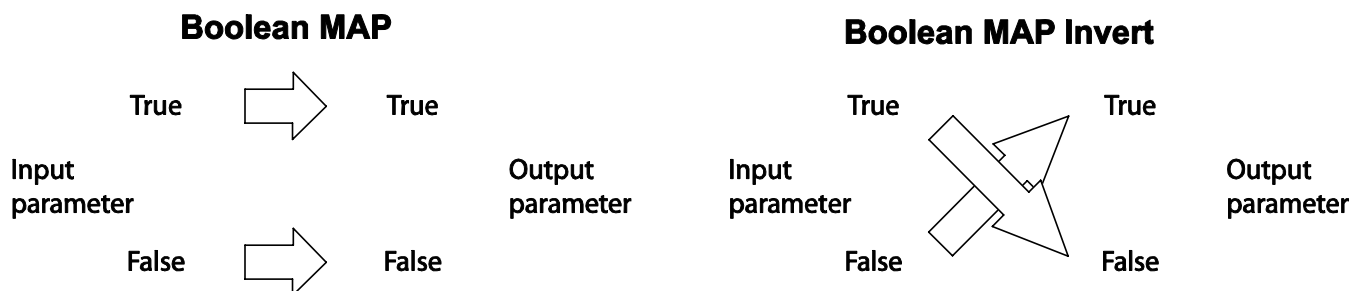 Boolean MAP
True True
Input
parameter
Output
parameter
False False
Boolean MAP Invert
True True
Input
parameter
Output
parameter
False False